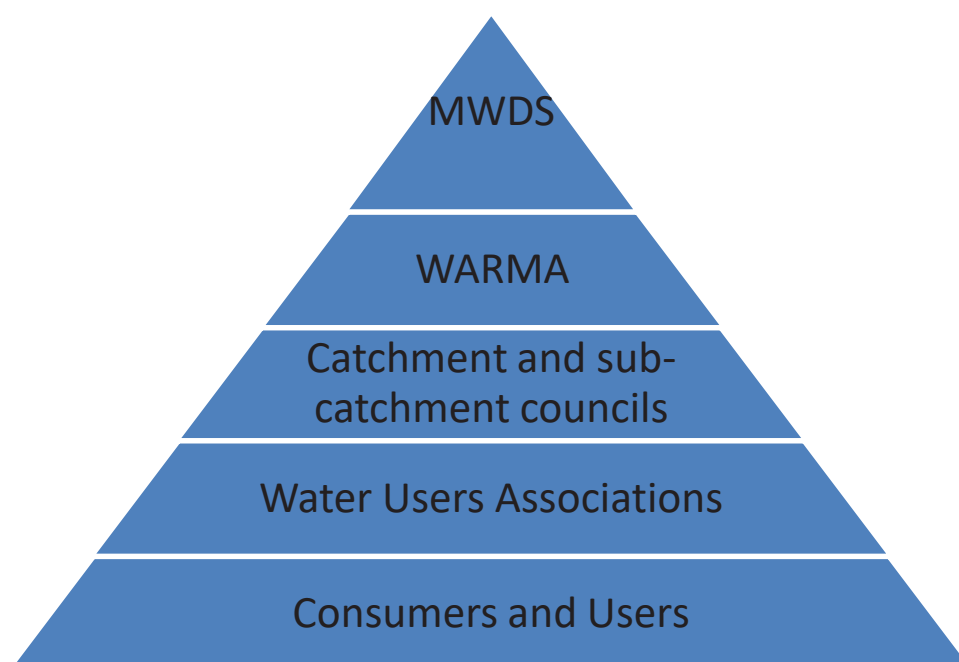 MWDS
WARMA
Catchment and sub-
catchment councils
Water Users Associations
Consumers and Users